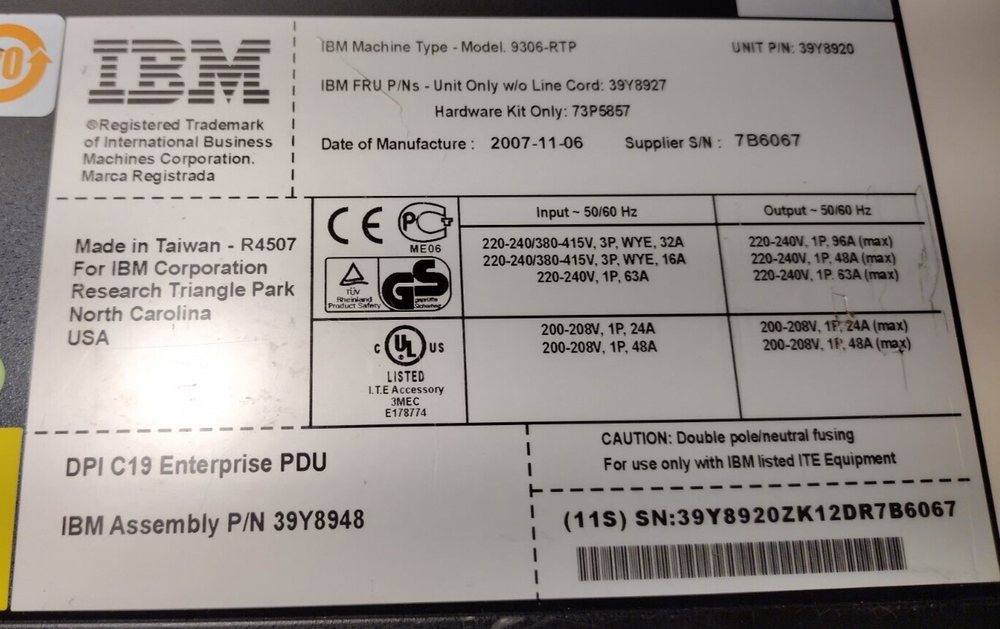 IBM
®Registered Trademark
of International Business
Machines Corporation.
Marca Registrada
IBM Machine Type - Model. 9306-RTP
UNIT P/N: 39Y8920
IBM FRU P/Ns - Unit Only w/o Line Cord: 39Y8927
Hardware Kit Only: 73P5857
Date of Manufacture : 2007-11-06
Supplier S/N : 7B6067
Made in Taiwan - R4507
For IBM Corporation
Research Triangle Park
North Carolina
USA
CE
ME06
TÜV
Rheinland
Product Safety
GS
geprüfte
Sicherheit
Input ~ 50/60 Hz
Output ~ 50/60 Hz
220-240/380-415V, 3P, WYE, 32A
220-240V, 1P, 96A (max)
220-240/380-415V, 3P, WYE, 16A
220-240V, 1P, 48A (max)
220-240V, 1P, 63A
220-240V, 1P, 63A (max)
C UL US
LISTED
I.T.E Accessory
3MEC
E178774
200-208V, 1P, 24A
200-208V, 1P, 24A (max)
200-208V, 1P, 48A
200-208V, 1P, 48A (max)
DPI C19 Enterprise PDU
IBM Assembly P/N 39Y8948
CAUTION: Double pole/neutral fusing
For use only with IBM listed ITE Equipment
(11S) SN:39Y8920ZK12DR7B6067